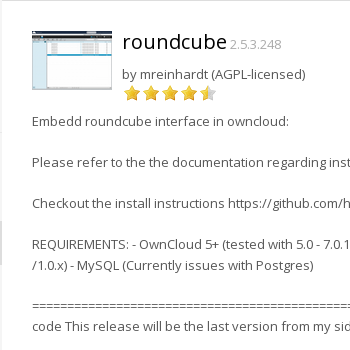 roundcube 2.5.3.248
by mreinhardt (AGPL-licensed)
Embedd roundcube interface in owncloud:
Please refer to the the documentation regarding inst
Checkout the install instructions https://github.com/h
REQUIREMENTS: - OwnCloud 5+ (tested with 5.0 - 7.0.1
/1.0.x) - MySQL (Currently issues with Postgres)
==================================================
code This release will be the last version from my sid